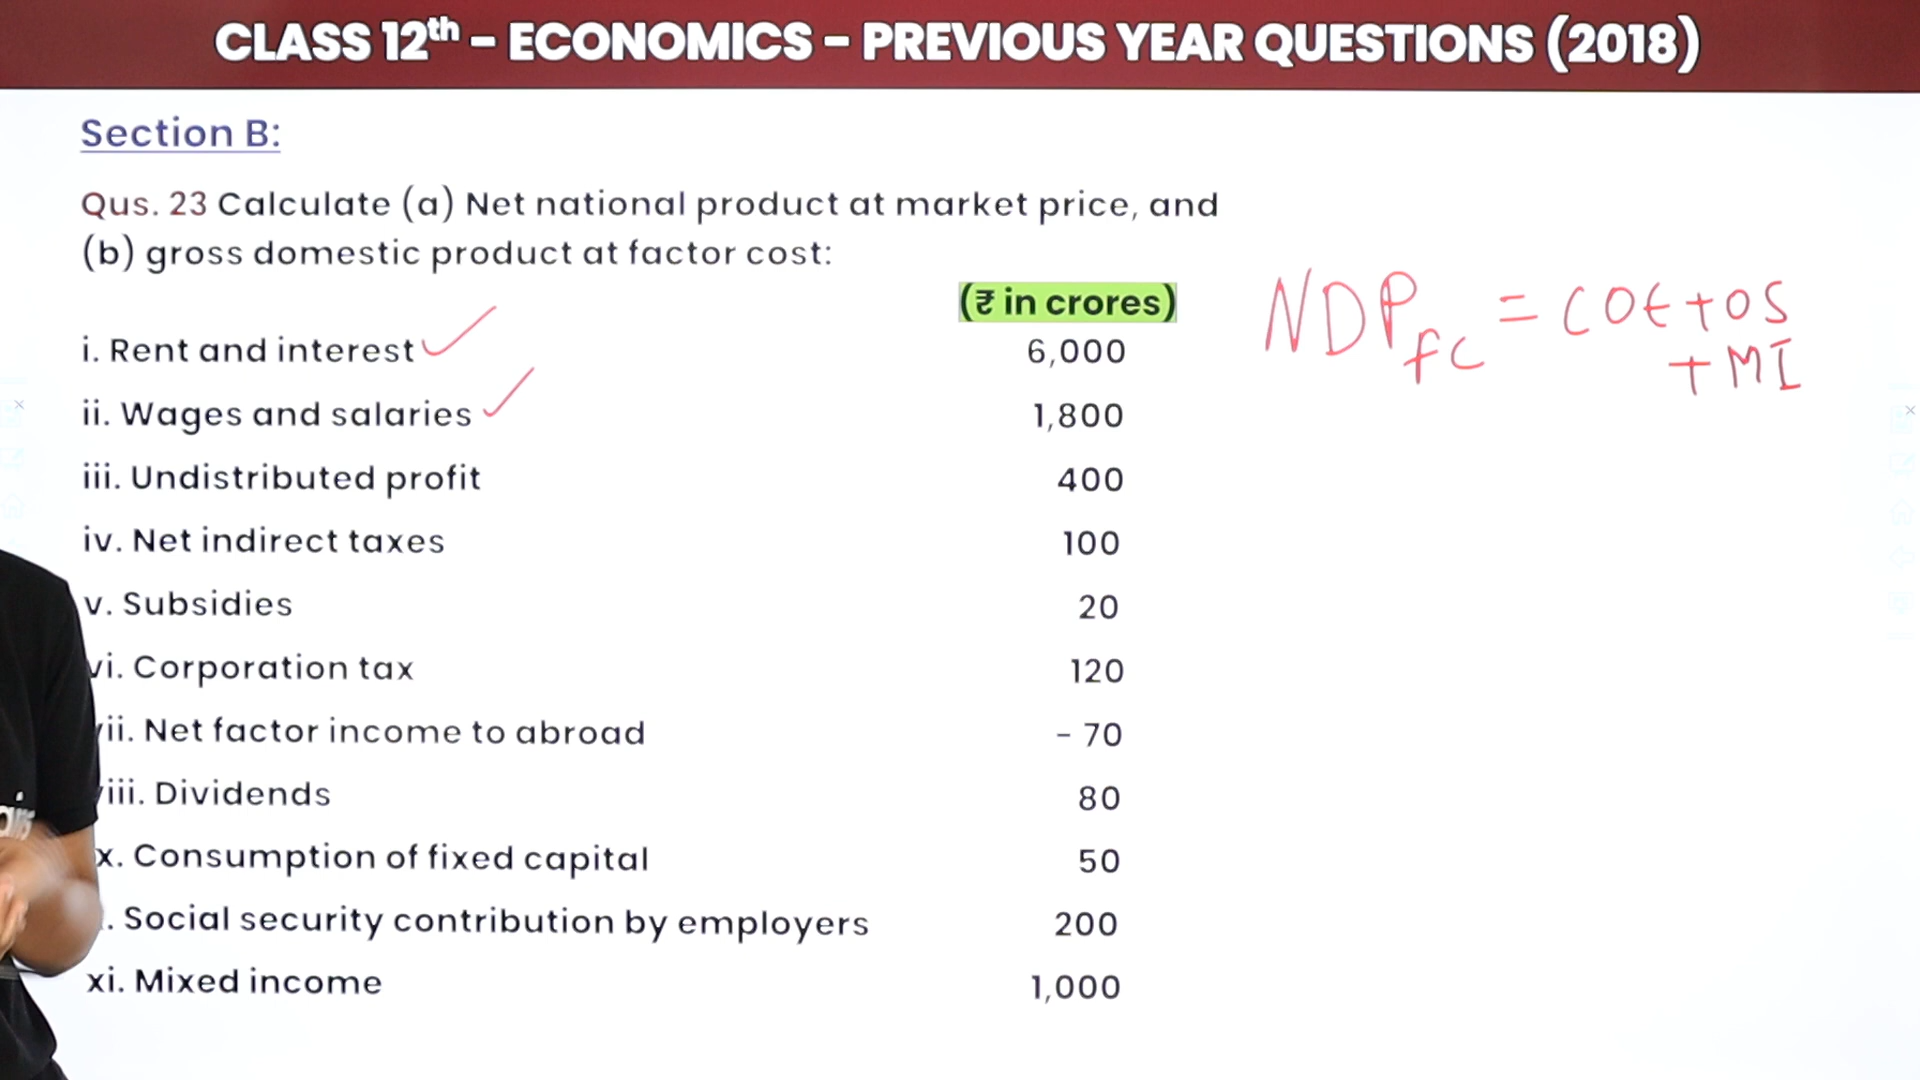 CLASS 12th – ECONOMICS – PREVIOUS YEAR QUESTIONS (2018)
Section B:
Qus. 23 Calculate (a) Net national product at market price, and
(b) gross domestic product at factor cost:
(₹ in crores)
i. Rent and interest 6,000
ii. Wages and salaries 1,800
iii. Undistributed profit 400
iv. Net indirect taxes 100
v. Subsidies 20
vi. Corporation tax 120
ii. Net factor income to abroad - 70
iii. Dividends 80
x. Consumption of fixed capital 50
. Social security contribution by employers 200
xi. Mixed income 1,000
NDP fc = COE + OS
+ MI